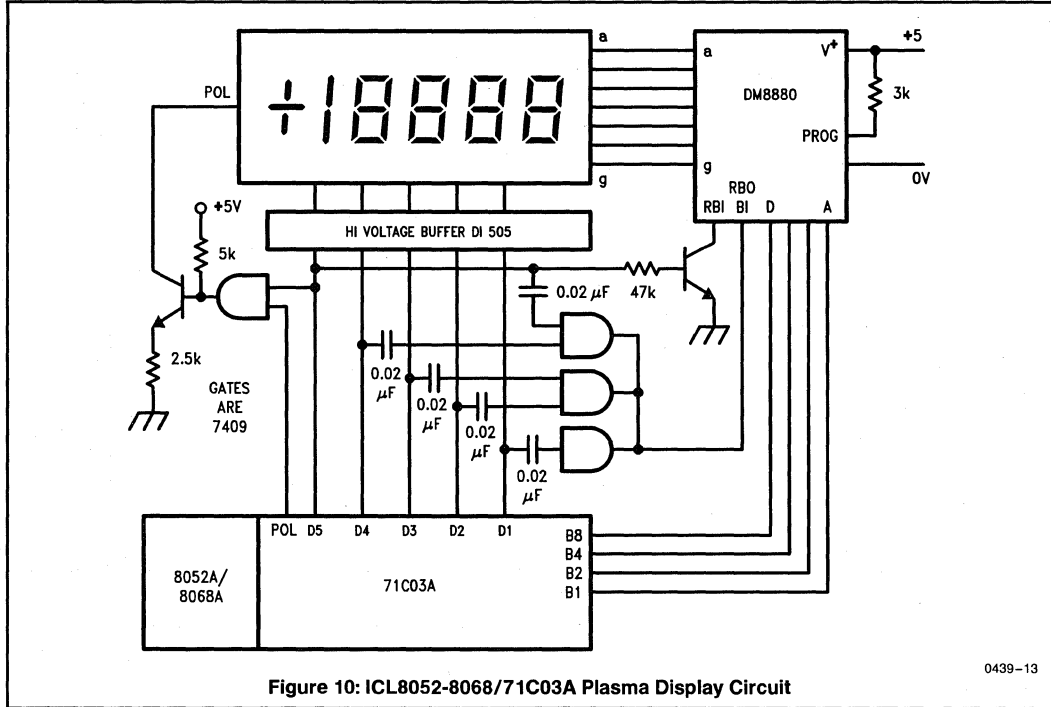 a
a
+5
V+
POL
÷18888
DM8880
3k
PROG
g
g
0V
RBO
RBI BI D A
+5V
HI VOLTAGE BUFFER DI 505
5k
0.02 µF
47k
2.5k
0.02
µF
GATES
ARE
7409
0.02
µF
0.02
µF
0.02
µF
POL D5 D4 D3 D2 D1
B8
B4
B2
B1
8052A/
8068A
71C03A
0439-13
Figure 10: ICL8052-8068/71C03A Plasma Display Circuit